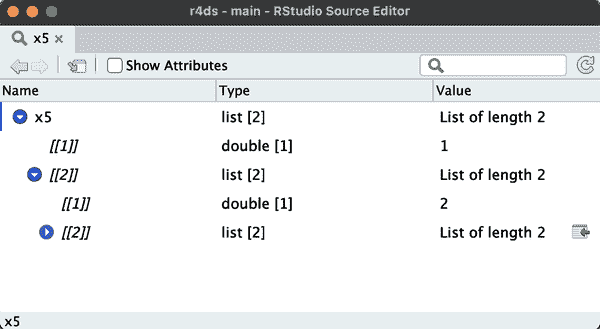 r4ds - main - RStudio Source Editor
x5
Show Attributes
Name Type Value
x5 list [2] List of length 2
[[1]] double [1] 1
[[2]] list [2] List of length 2
[[1]] double [1] 2
[[2]] list [2] List of length 2
x5